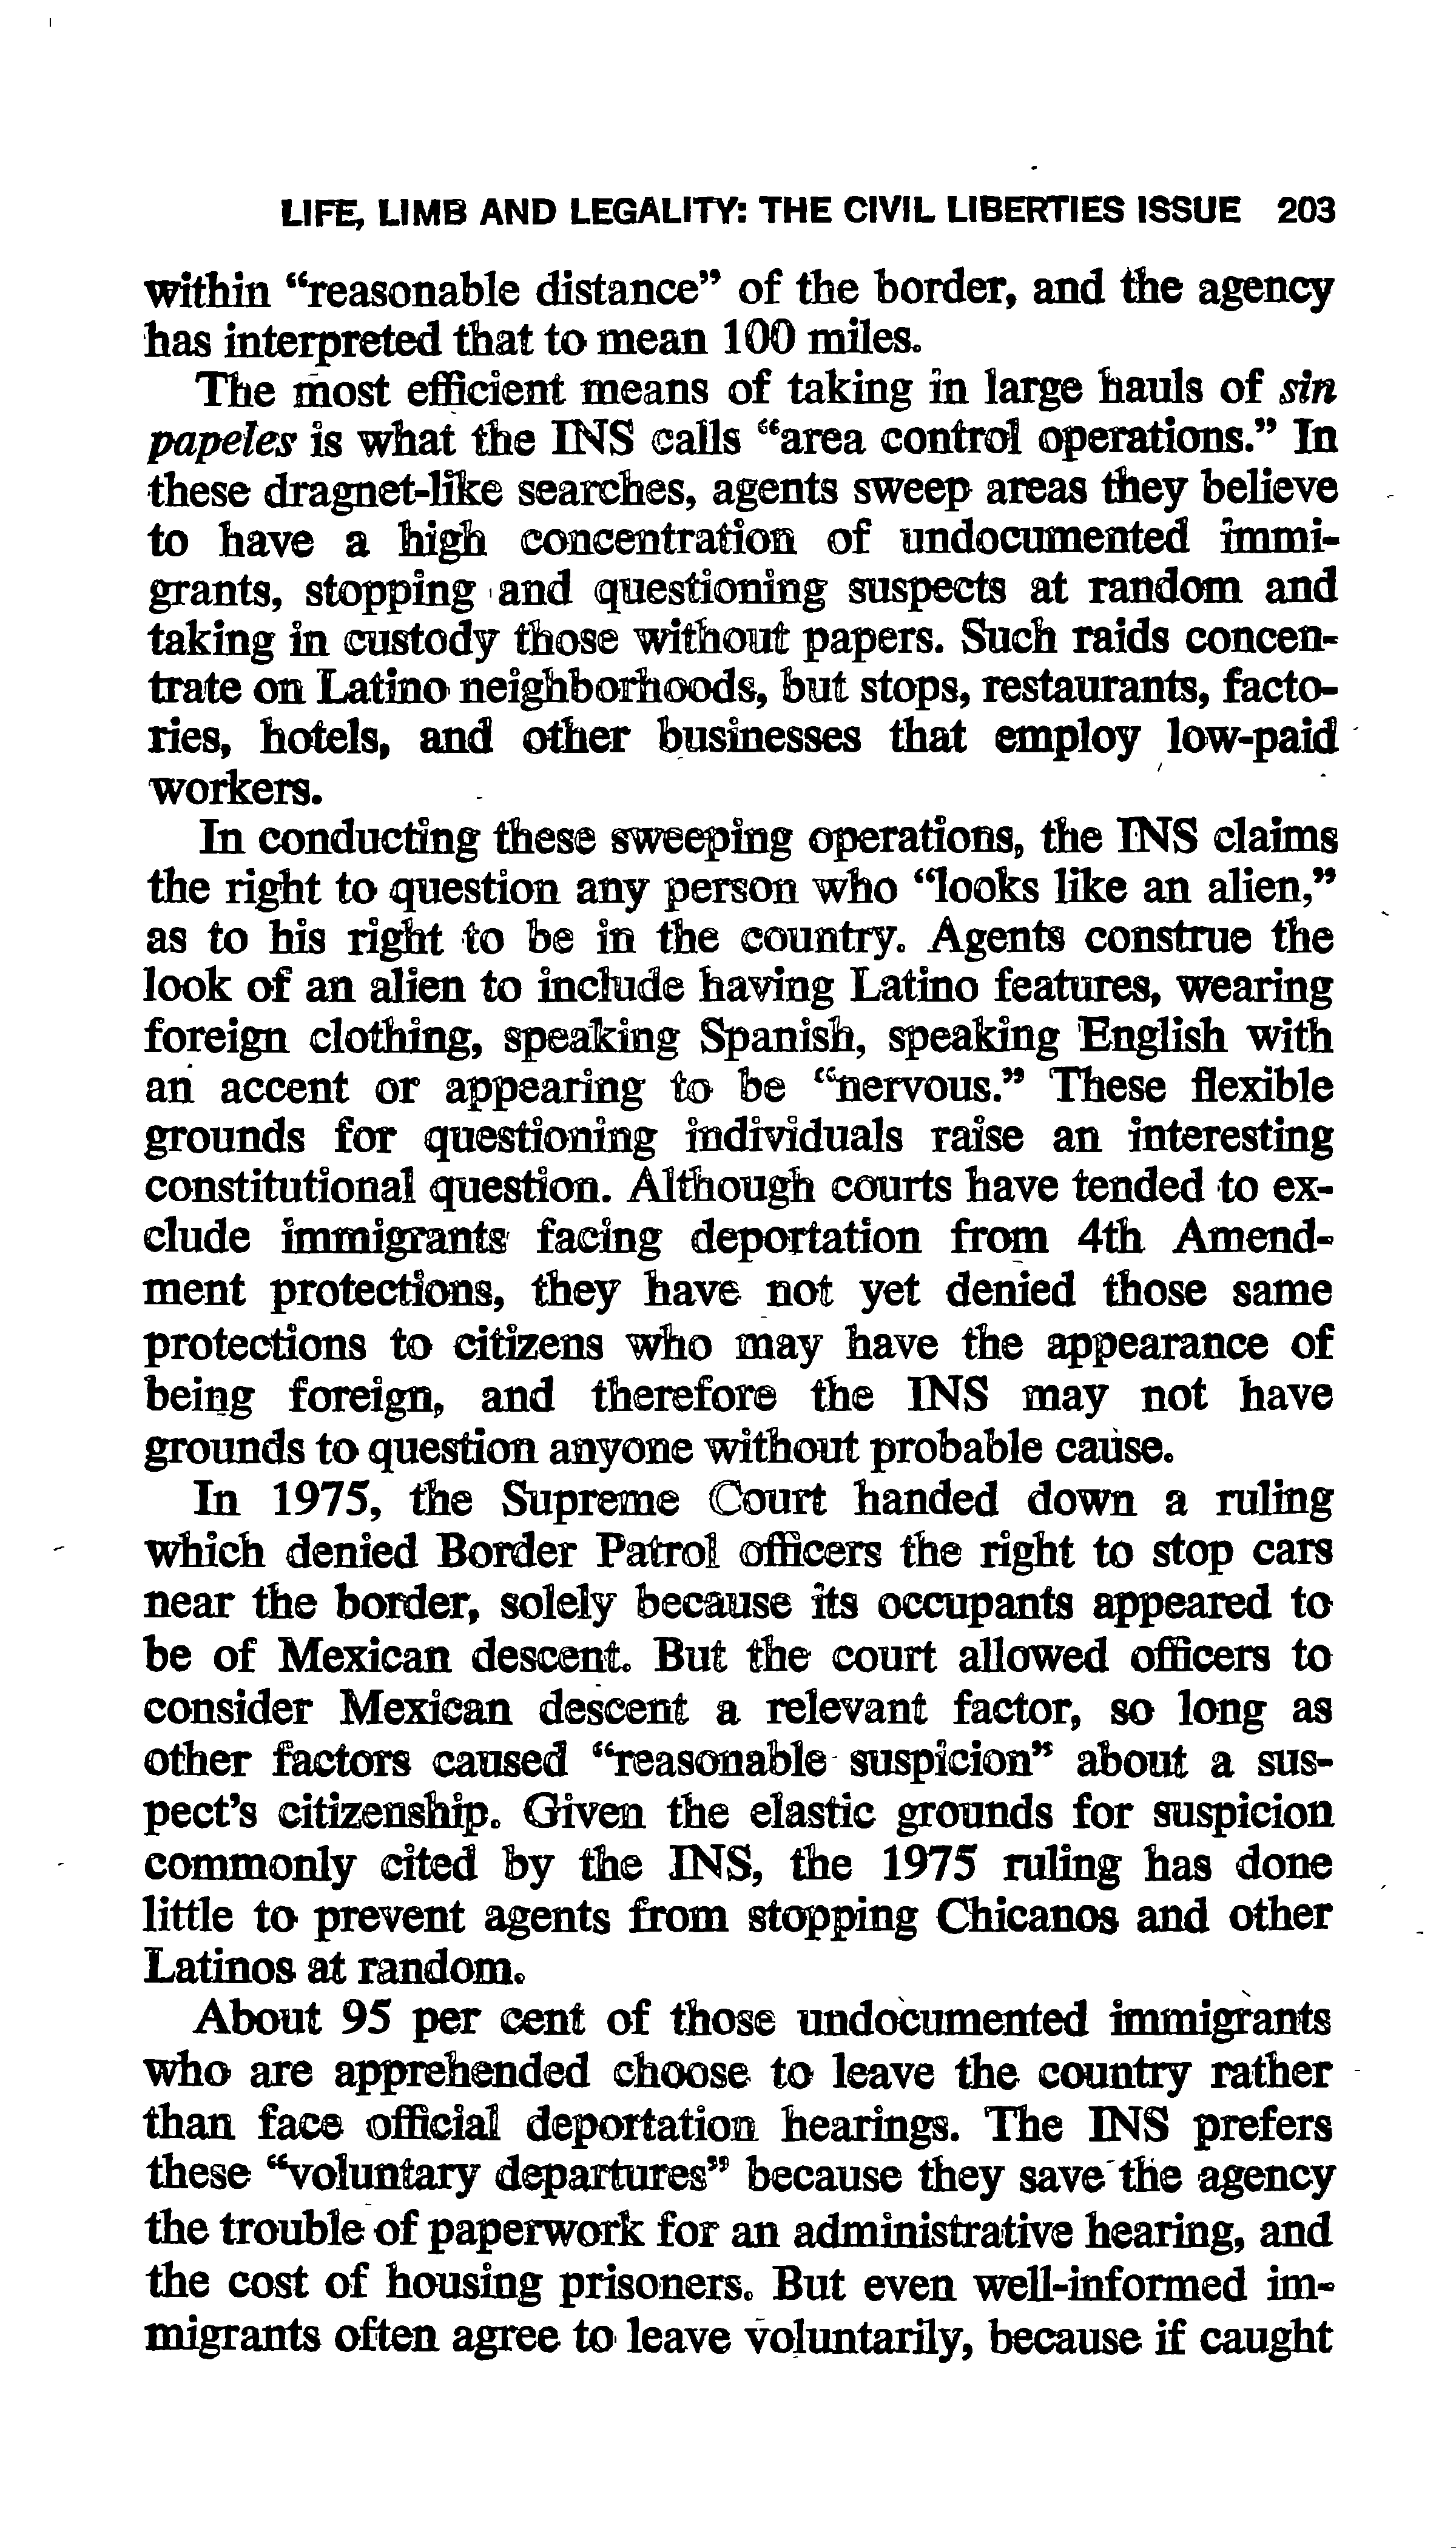 LIFE, LIMB AND LEGALITY: THE CIVIL LIBERTIES ISSUE 203
within "reasonable distance" of the border, and the agency
has interpreted that to mean 100 miles.
The most efficient means of taking in large hauls of sin
papeles is what the INS calls "area control operations." In
these dragnet-like searches, agents sweep areas they believe
to have a high concentration of undocumented immi-
grants, stopping and questioning suspects at random and
taking in custody those without papers. Such raids concen-
trate on Latino neighborhoods, but stops, restaurants, facto-
ries, hotels, and other businesses that employ low-paid
workers.
In conducting these sweeping operations, the INS claims
the right to question any person who "looks like an alien,"
as to his right to be in the country. Agents construe the
look of an alien to include having Latino features, wearing
foreign clothing, speaking Spanish, speaking English with
an accent or appearing to be "nervous." These flexible
grounds for questioning individuals raise an interesting
constitutional question. Although courts have tended to ex-
clude immigrants facing deportation from 4th Amend-
ment protections, they have not yet denied those same
protections to citizens who may have the appearance of
being foreign, and therefore the INS may not have
grounds to question anyone without probable cause.
In 1975, the Supreme Court handed down a ruling
which denied Border Patrol officers the right to stop cars
near the border, solely because its occupants appeared to
be of Mexican descent. But the court allowed officers to
consider Mexican descent a relevant factor, so long as
other factors caused "reasonable suspicion" about a sus-
pect's citizenship. Given the elastic grounds for suspicion
commonly cited by the INS, the 1975 ruling has done
little to prevent agents from stopping Chicanos and other
Latinos at random.
About 95 per cent of those undocumented immigrants
who are apprehended choose to leave the country rather
than face official deportation hearings. The INS prefers
these "voluntary departures" because they save the agency
the trouble of paperwork for an administrative hearing, and
the cost of housing prisoners. But even well-informed im-
migrants often agree to leave voluntarily, because if caught